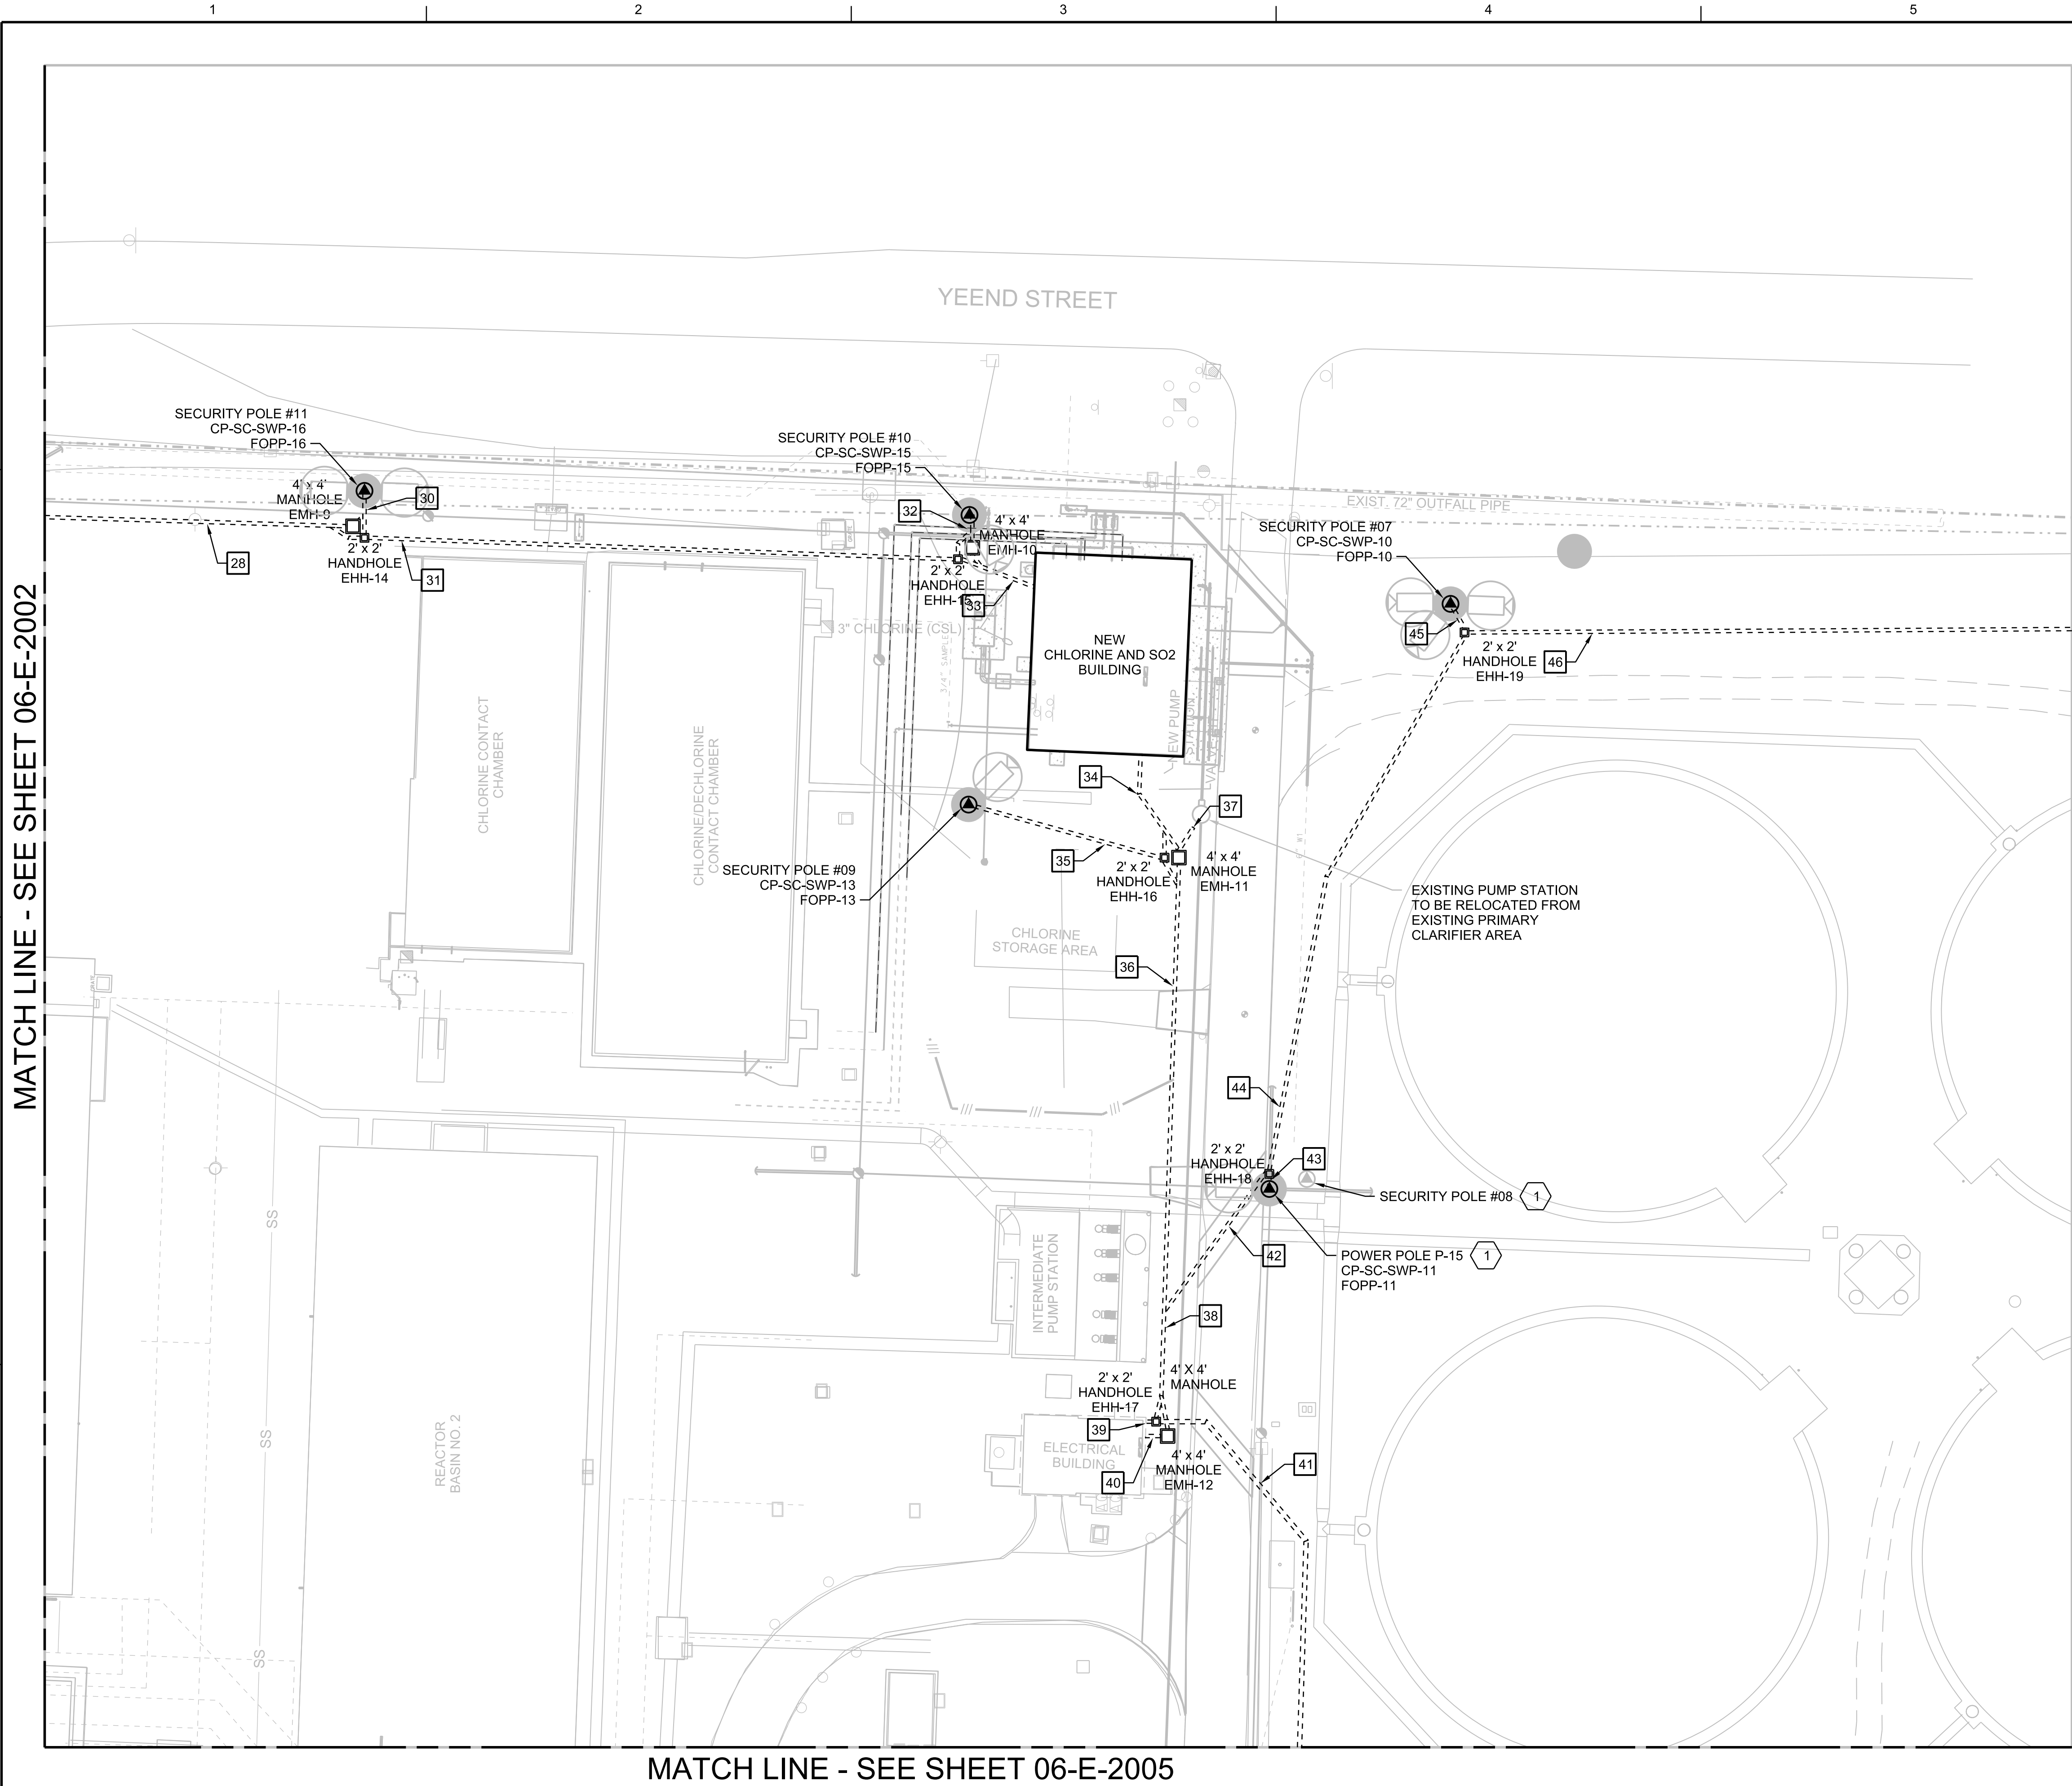 1
2
3
4
5
YEEND STREET
SECURITY POLE #11
CP-SC-SWP-16
FOPP-16
SECURITY POLE #10
CP-SC-SWP-15
FOPP-15
4' x 4'
MANHOLE
EMH-9
30
32
4' x 4'
MANHOLE
EMH-10
EXIST. 72" OUTFALL PIPE
SECURITY POLE #07
CP-SC-SWP-10
FOPP-10
28
2' x 2'
HANDHOLE
EHH-14
31
2' x 2'
HANDHOLE
EHH-15
33
3" CHLORINE (CSL)
3/4" SAMPLE
NEW
CHLORINE AND SO2
BUILDING
45
2' x 2'
HANDHOLE
EHH-19
46
MATCH LINE - SEE SHEET 06-E-2002
CHLORINE CONTACT
CHAMBER
CHLORINE/DECHLORINE
CONTACT CHAMBER
NEW PUMP
STATION
34
37
35
2' x 2'
HANDHOLE
EHH-16
4' x 4'
MANHOLE
EMH-11
SECURITY POLE #09
CP-SC-SWP-13
FOPP-13
EXISTING PUMP STATION
TO BE RELOCATED FROM
EXISTING PRIMARY
CLARIFIER AREA
CHLORINE
STORAGE AREA
36
44
2' x 2'
HANDHOLE
EHH-18
43
SECURITY POLE #08
1
SS
INTERMEDIATE
PUMP STATION
42
POWER POLE P-15
CP-SC-SWP-11
FOPP-11
1
38
2' x 2'
HANDHOLE
EHH-17
4' X 4'
MANHOLE
39
ELECTRICAL
BUILDING
40
4' x 4'
MANHOLE
EMH-12
41
SS
REACTOR
BASIN NO. 2
SS
MATCH LINE - SEE SHEET 06-E-2005